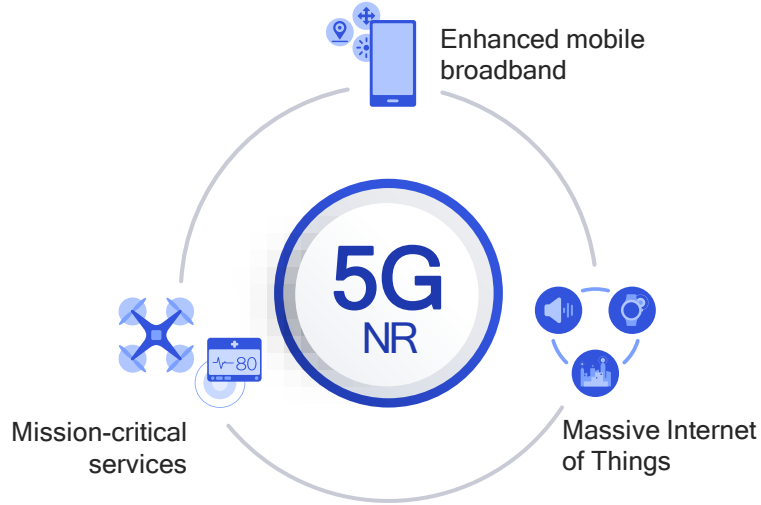 Enhanced mobile
broadband
5G
NR
80
Mission-critical
services
Massive Internet
of Things